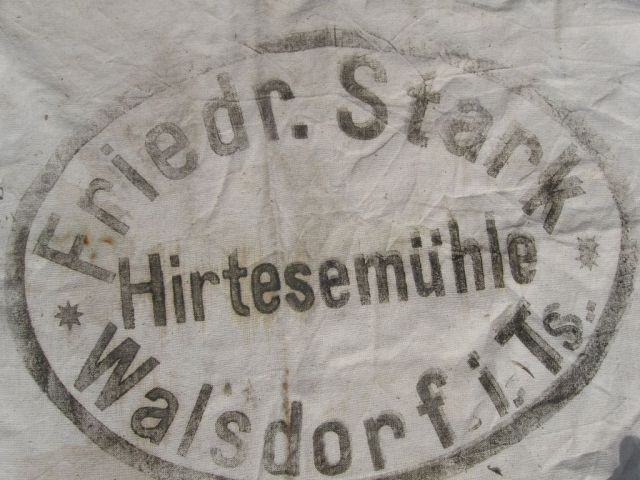 Friedr. Stark
Hirtesemühle
Walsdorf i. Ts.